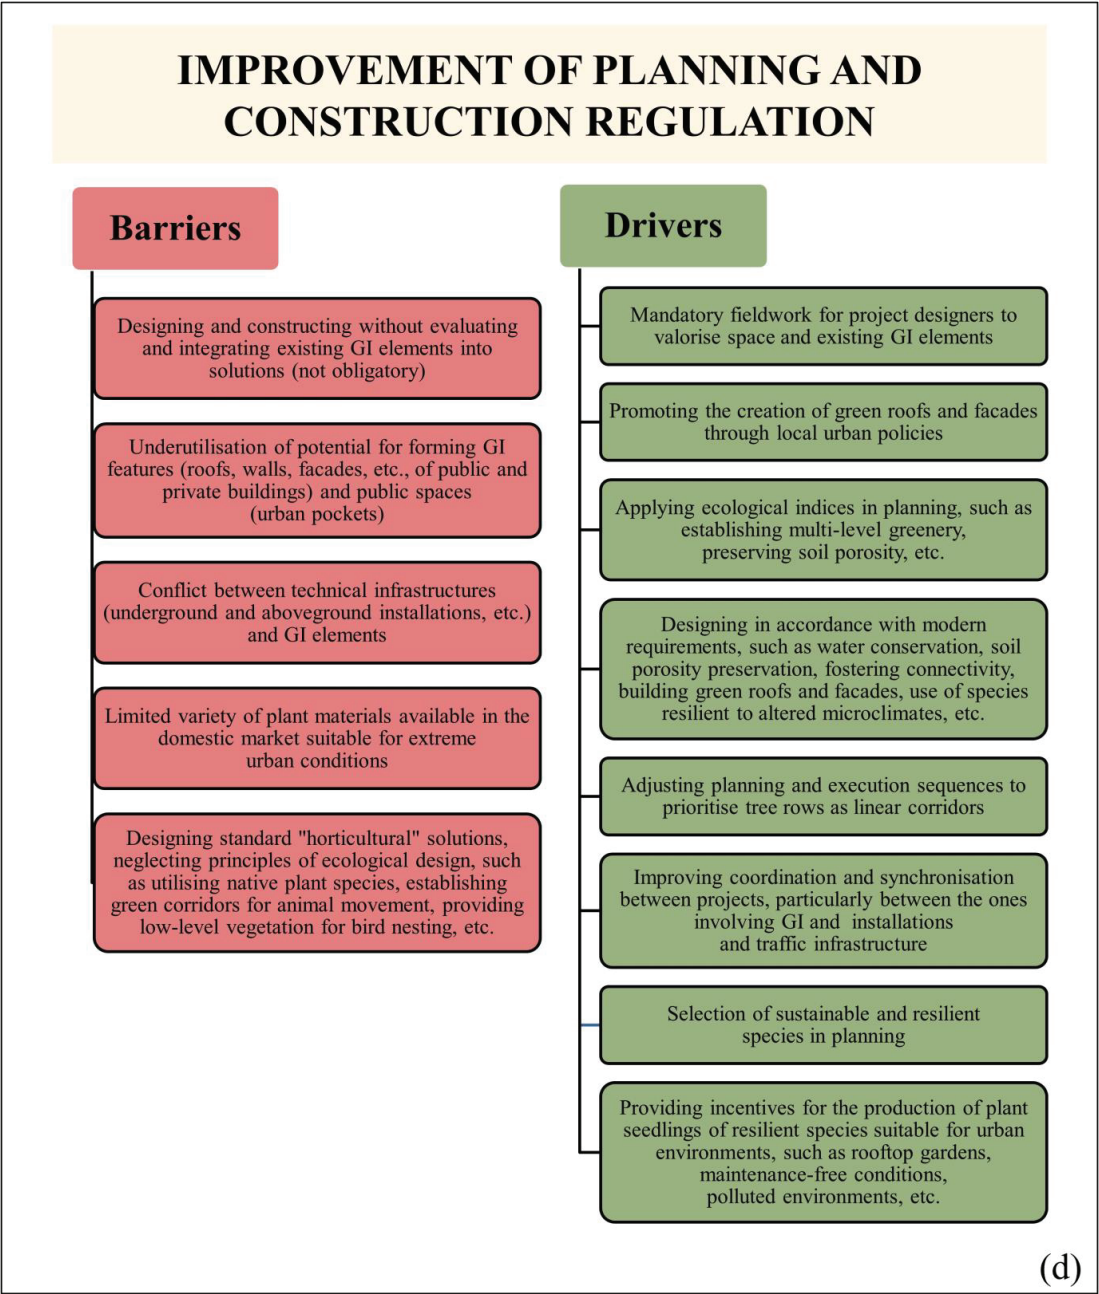 IMPROVEMENT OF PLANNING AND
CONSTRUCTION REGULATION
Barriers
Designing and constructing without evaluating
and integrating existing GI elements into
solutions (not obligatory)
Underutilisation of potential for forming GI
features (roofs, walls, facades, etc., of public and
private buildings) and public spaces
(urban pockets)
Conflict between technical infrastructures
(underground and aboveground installations, etc.)
and GI elements
Limited variety of plant materials available in the
domestic market suitable for extreme
urban conditions
Designing standard "horticultural" solutions,
neglecting principles of ecological design, such
as utilising native plant species, establishing
green corridors for animal movement, providing
low-level vegetation for bird nesting, etc.
Drivers
Mandatory fieldwork for project designers to
valorise space and existing GI elements
Promoting the creation of green roofs and facades
through local urban policies
Applying ecological indices in planning, such as
establishing multi-level greenery,
preserving soil porosity, etc.
Designing in accordance with modern
requirements, such as water conservation, soil
porosity preservation, fostering connectivity,
building green roofs and facades, use of species
resilient to altered microclimates, etc.
Adjusting planning and execution sequences to
prioritise tree rows as linear corridors
Improving coordination and synchronisation
between projects, particularly between the ones
involving GI and installations
and traffic infrastructure
Selection of sustainable and resilient
species in planning
Providing incentives for the production of plant
seedlings of resilient species suitable for urban
environments, such as rooftop gardens,
maintenance-free conditions,
polluted environments, etc.
(d)